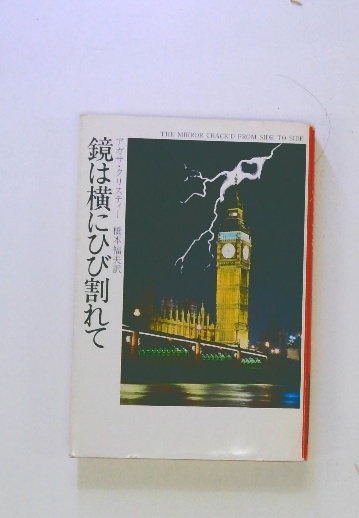 THE MIRROR CRACK'D FROM SIDE TO SIDE
鏡は横にひび割れて
アガサ・クリスティー 橋本福夫訳